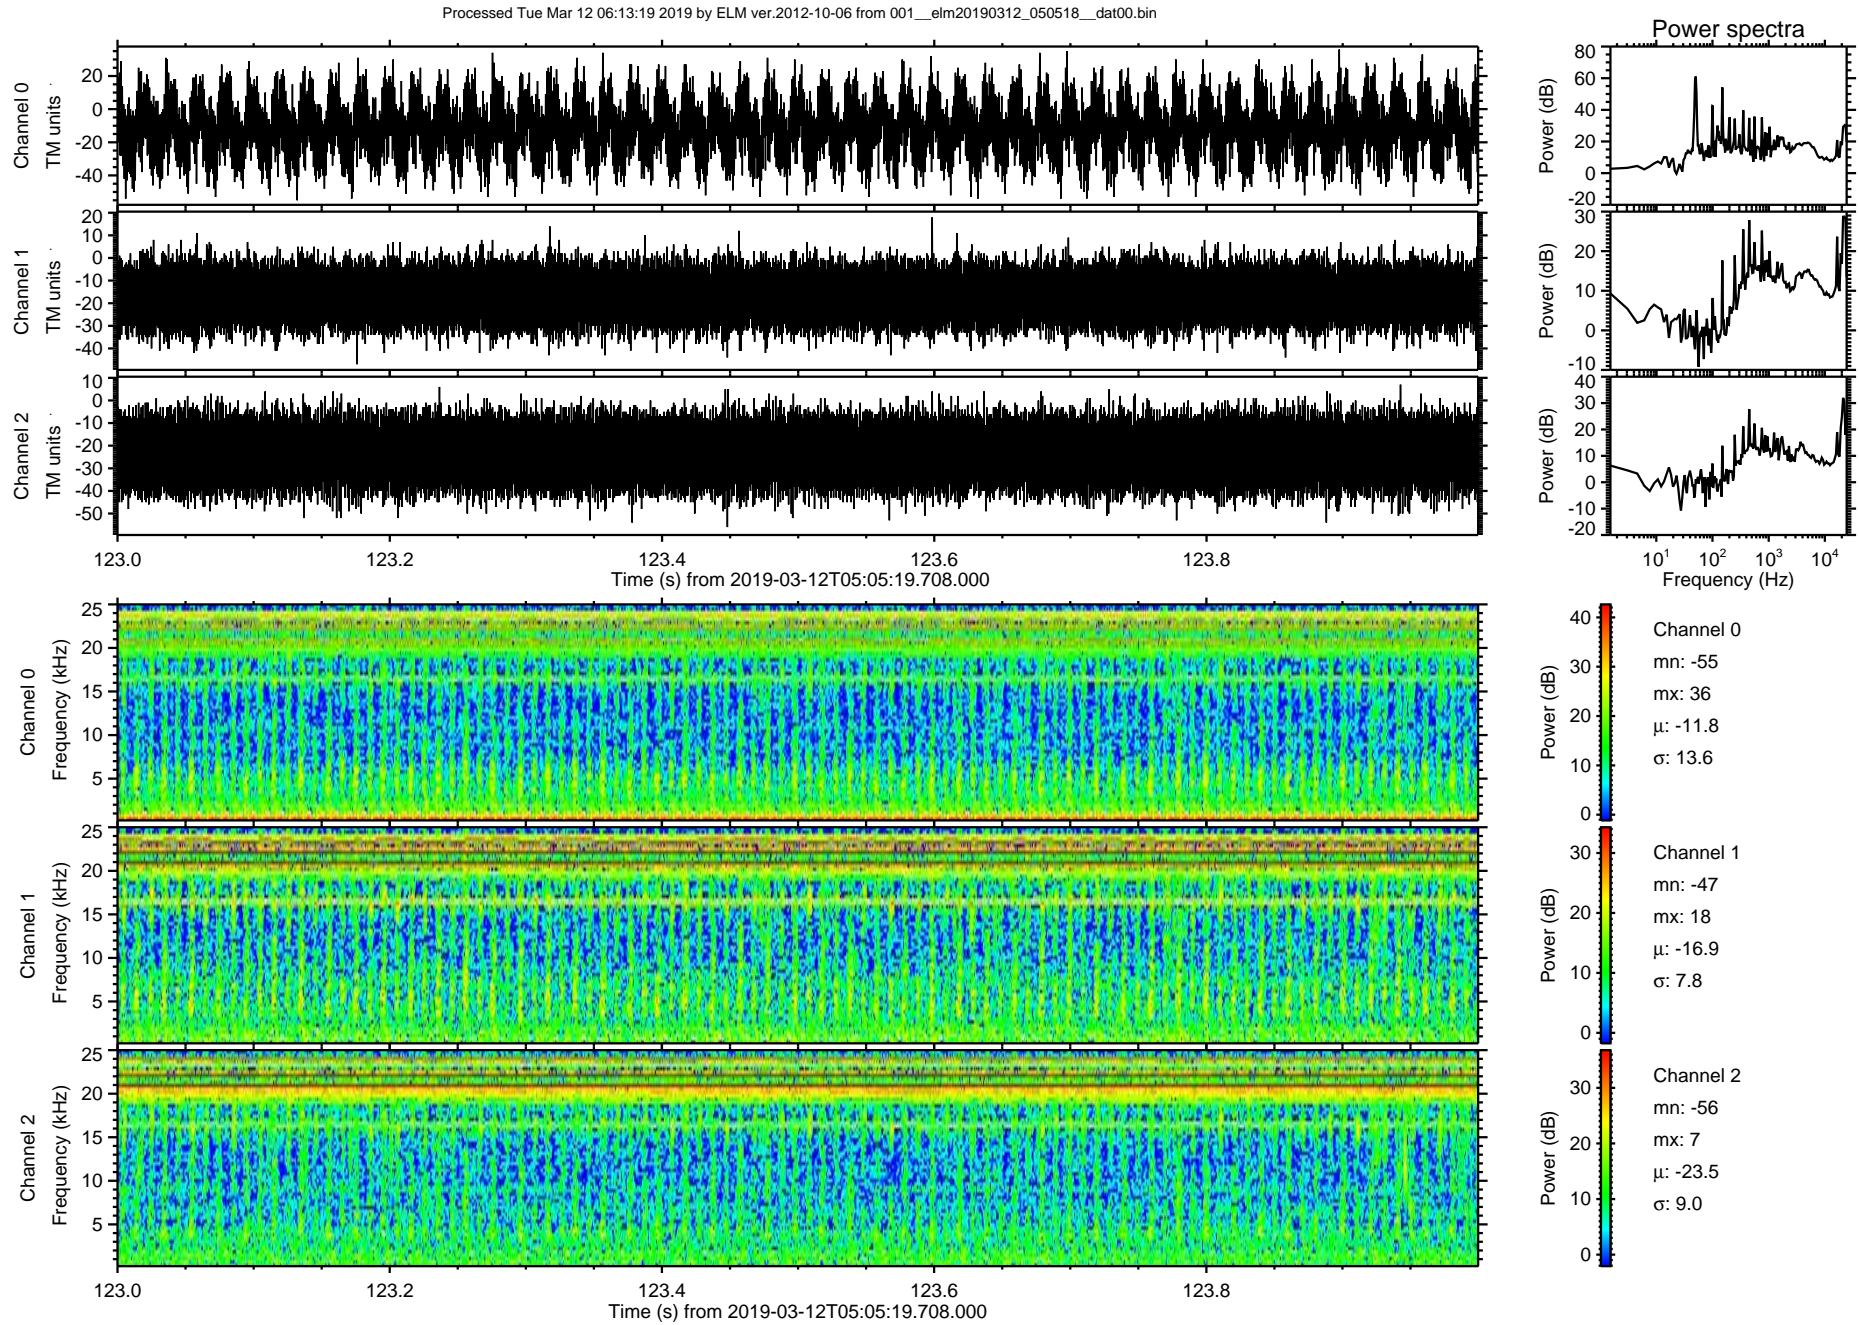 Processed Tue Mar 12 06:13:19 2019 by ELM ver.2012-10-06 from 001__elm20190312_050518__dat00.bin
Power spectra
Channel 0
TM units
20
0
-20
-40
Power (dB)
80
60
40
20
0
-20
Channel 1
TM units
20
10
0
-10
-20
-30
-40
Power (dB)
30
20
10
0
-10
Channel 2
TM units
10
0
-10
-20
-30
-40
-50
Power (dB)
40
30
20
10
0
-10
-20
123.0 123.2 123.4 123.6 123.8
Time (s) from 2019-03-12T05:05:19.708.000
10¹ 10² 10³ 10⁴
Frequency (Hz)
Channel 0
Frequency (kHz)
25
20
15
10
5
Power (dB)
40
30
20
10
0
Channel 0
mn: -55
mx: 36
μ: -11.8
σ: 13.6
Channel 1
Frequency (kHz)
25
20
15
10
5
Power (dB)
30
20
10
0
Channel 1
mn: -47
mx: 18
μ: -16.9
σ: 7.8
Channel 2
Frequency (kHz)
25
20
15
10
5
Power (dB)
30
20
10
0
Channel 2
mn: -56
mx: 7
μ: -23.5
σ: 9.0
123.0 123.2 123.4 123.6 123.8
Time (s) from 2019-03-12T05:05:19.708.000